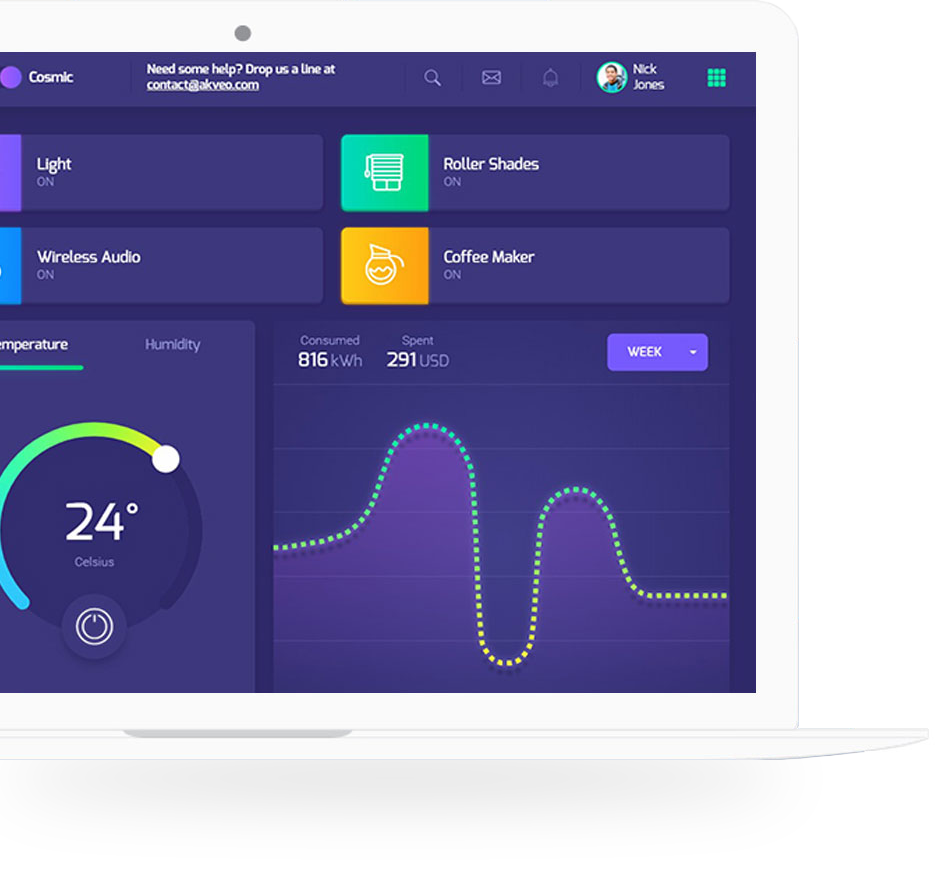 Cosmic
Need some help? Drop us a line at
contact@akveo.com
Nick
Jones
Light
ON
Roller Shades
ON
Wireless Audio
ON
Coffee Maker
ON
emperature
Humidity
Consumed
816 kWh
Spent
291 USD
WEEK
24°
Celsius